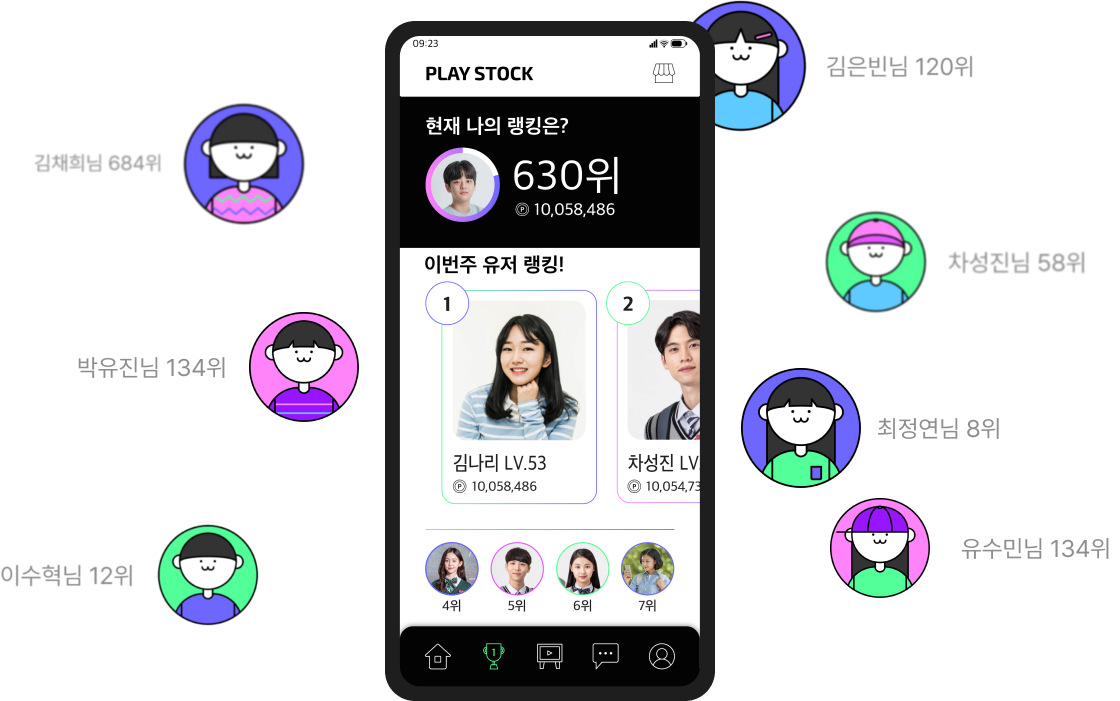 09:23
PLAY STOCK
현재 나의 랭킹은?
630위
P 10,058,486
이번주 유저 랭킹!
1
2
김나리 LV.53
P 10,058,486
차성진 LV
P 10,054,73
4위
5위
6위
7위
1
김채희님 684위
박유진님 134위
이수혁님 12위
김은빈님 120위
차성진님 58위
최정연님 8위
유수민님 134위